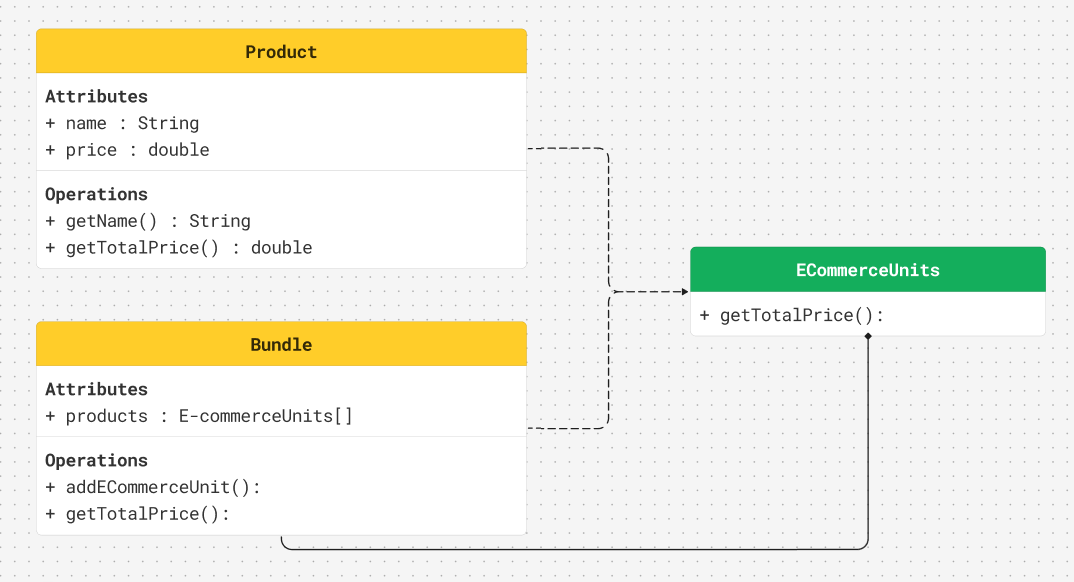 Product
Attributes
+ name : String
+ price : double
Operations
+ getName() : String
+ getTotalPrice() : double
ECommerceUnits
+ getTotalPrice():
Bundle
Attributes
+ products : E-commerceUnits[]
Operations
+ addECommerceUnit():
+ getTotalPrice():